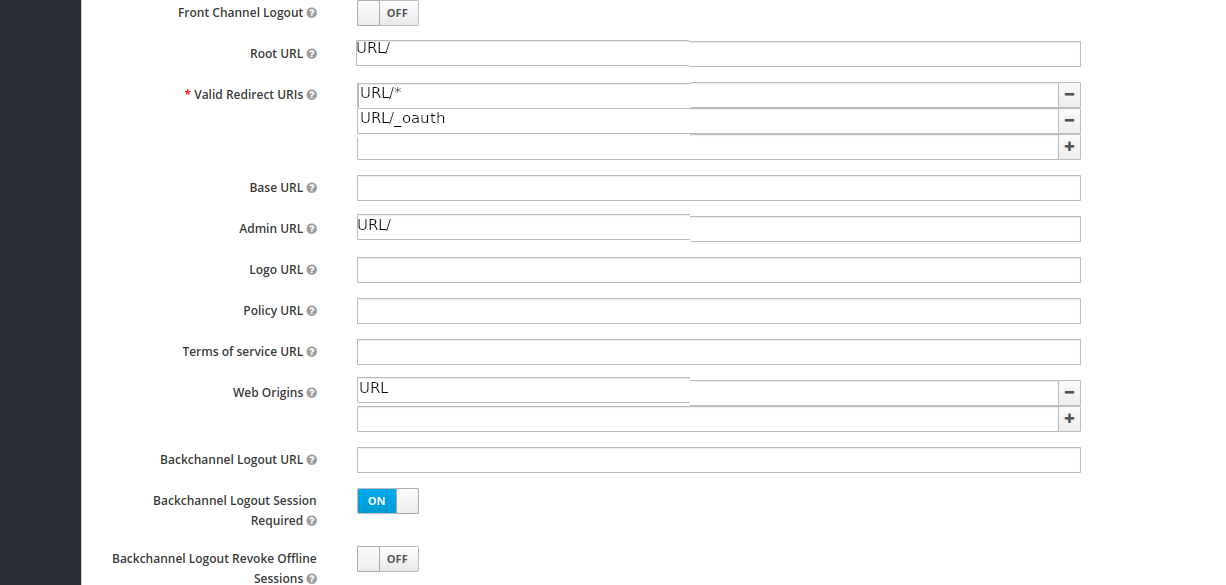 Front Channel Logout
OFF
Root URL
URL/
* Valid Redirect URIs
URL/*
URL/_oauth
Base URL
Admin URL
URL/
Logo URL
Policy URL
Terms of service URL
Web Origins
URL
Backchannel Logout URL
Backchannel Logout Session
Required
ON
Backchannel Logout Revoke Offline
Sessions
OFF